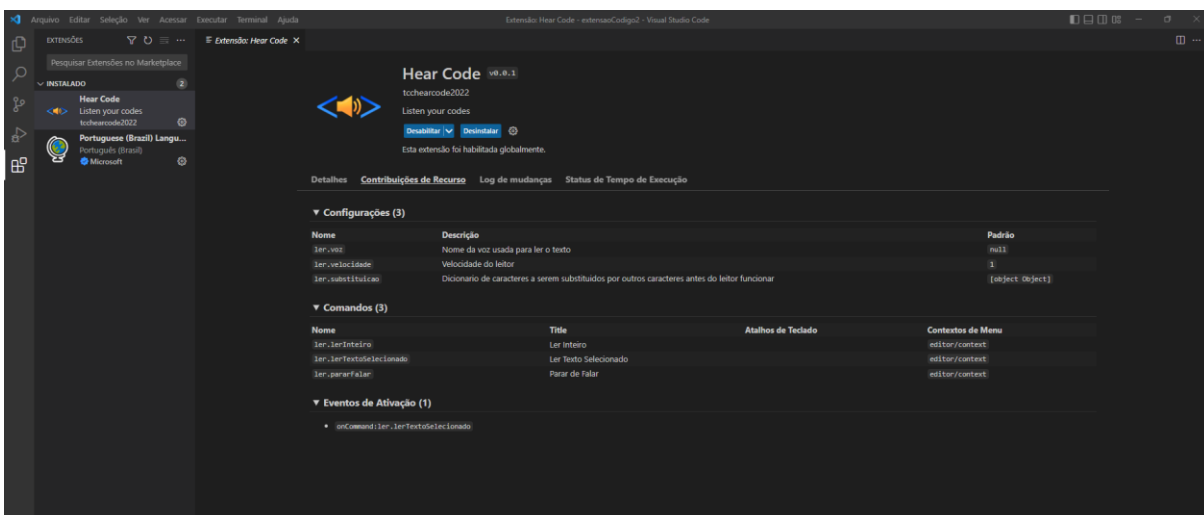 Arquivo Editar Seleção Ver Acessar Executar Terminal Ajuda
Extensão: Hear Code - extensaoCodigo2 - Visual Studio Code
EXTENSÕES
Extensão: Hear Code
Pesquisar Extensões no Marketplace
INSTALADO 2
Hear Code
Listen your codes
tcchearcode2022
Portuguese (Brazil) Langu...
Português (Brasil)
Microsoft
Hear Code v0.0.1
tcchearcode2022
Listen your codes
Desabilitar Desinstalar
Esta extensão foi habilitada globalmente.
Detalhes Contribuições de Recurso Log de mudanças Status de Tempo de Execução
▼ Configurações (3)
Nome Descrição Padrão
ler.voz Nome da voz usada para ler o texto null
ler.velocidade Velocidade do leitor 1
ler.substituicao Dicionario de caracteres a serem substituidos por outros caracteres antes do leitor funcionar [object Object]
▼ Comandos (3)
Nome Title Atalhos de Teclado Contextos de Menu
ler.lerInteiro Ler Inteiro editor/context
ler.lerTextoSelecionado Ler Texto Selecionado editor/context
ler.pararFalar Parar de Falar editor/context
▼ Eventos de Ativação (1)
• onCommand:ler.lerTextoSelecionado